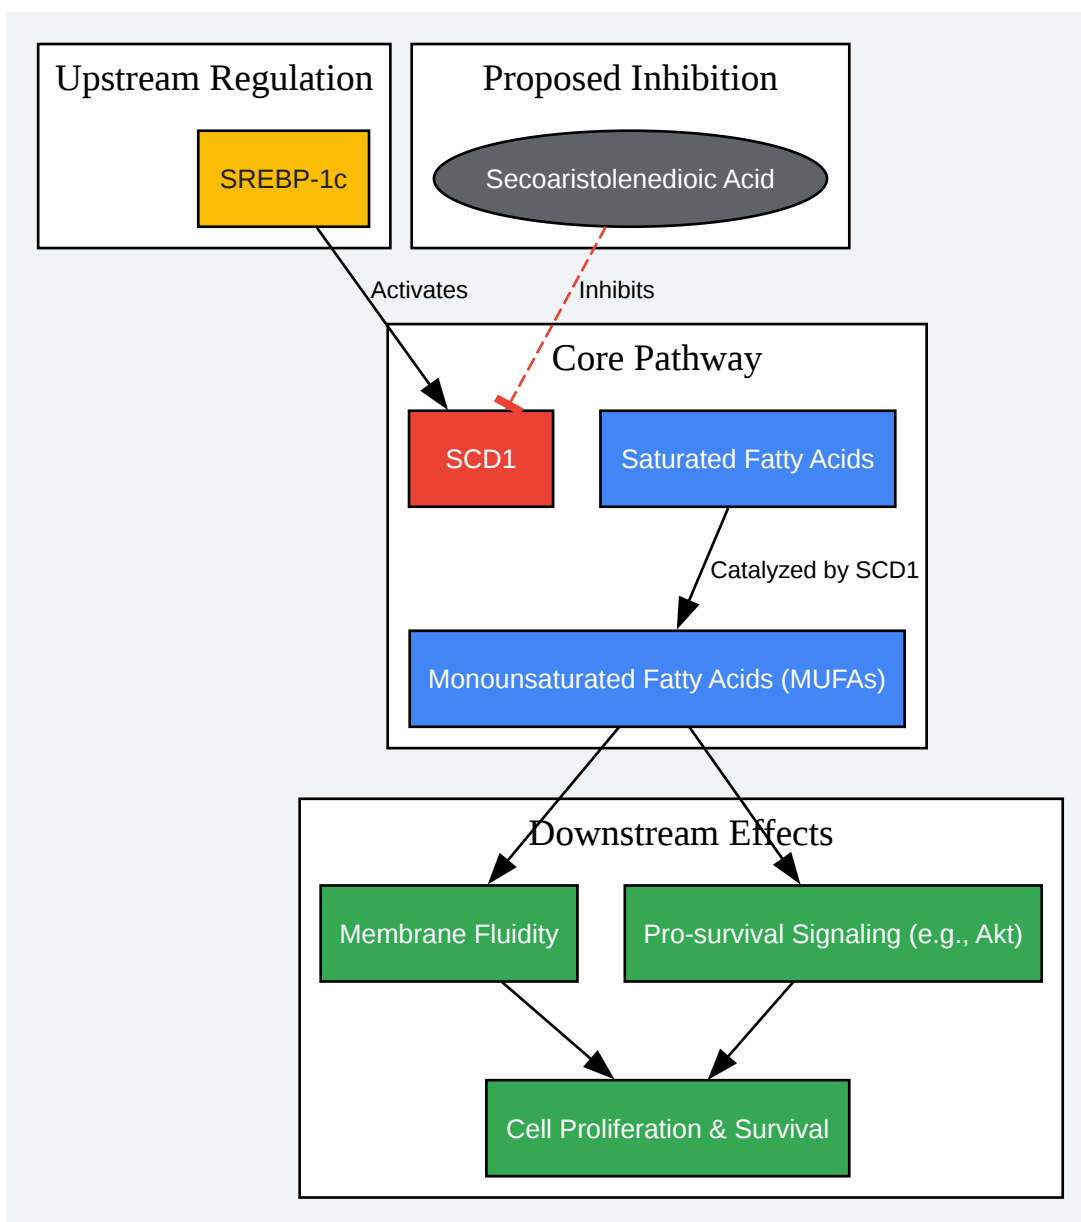 Upstream Regulation
Proposed Inhibition
SREBP-1c
Secoaristolenedioic Acid
Activates
Inhibits
Core Pathway
SCD1
Saturated Fatty Acids
Catalyzed by SCD1
Monounsaturated Fatty Acids (MUFAs)
Downstream Effects
Membrane Fluidity
Pro-survival Signaling (e.g., Akt)
Cell Proliferation & Survival